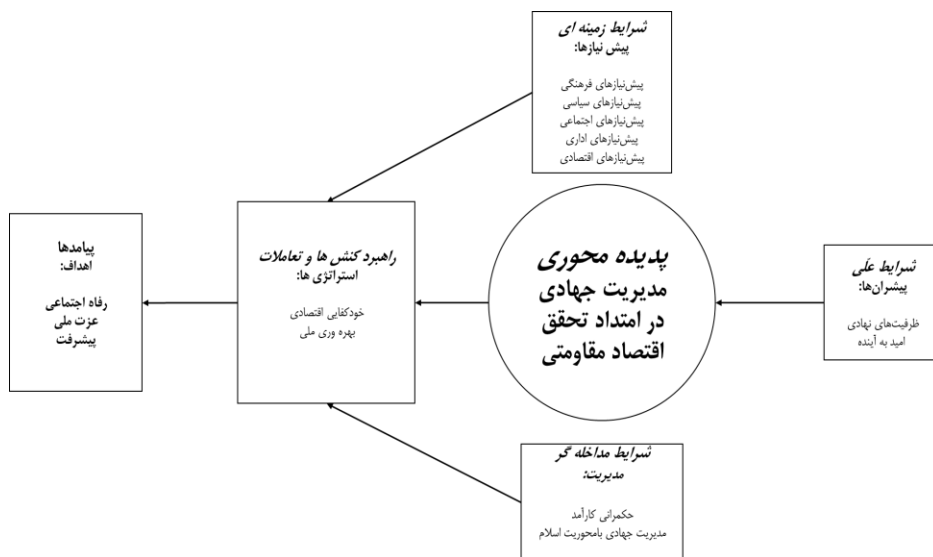 شرایط زمینه ای
پیش نیازها:
پیش‌نیازهای فرهنگی
پیش‌نیازهای سیاسی
پیش‌نیازهای اجتماعی
پیش‌نیازهای اداری
پیش‌نیازهای اقتصادی
شرایط علّی
پیشران‌ها:
ظرفیت‌های نهادی
امید به آینده
پدیده محوری
مدیریت جهادی
در امتداد تحقق
اقتصاد مقاومتی
راهبرد کنش ها و تعاملات
استراتژی ها:
خودکفایی اقتصادی
بهره وری ملی
پیامدها
اهداف:
رفاه اجتماعی
عزت ملی
پیشرفت
شرایط مداخله گر
مدیریت:
حکمرانی کارآمد
مدیریت جهادی بامحوریت اسلام